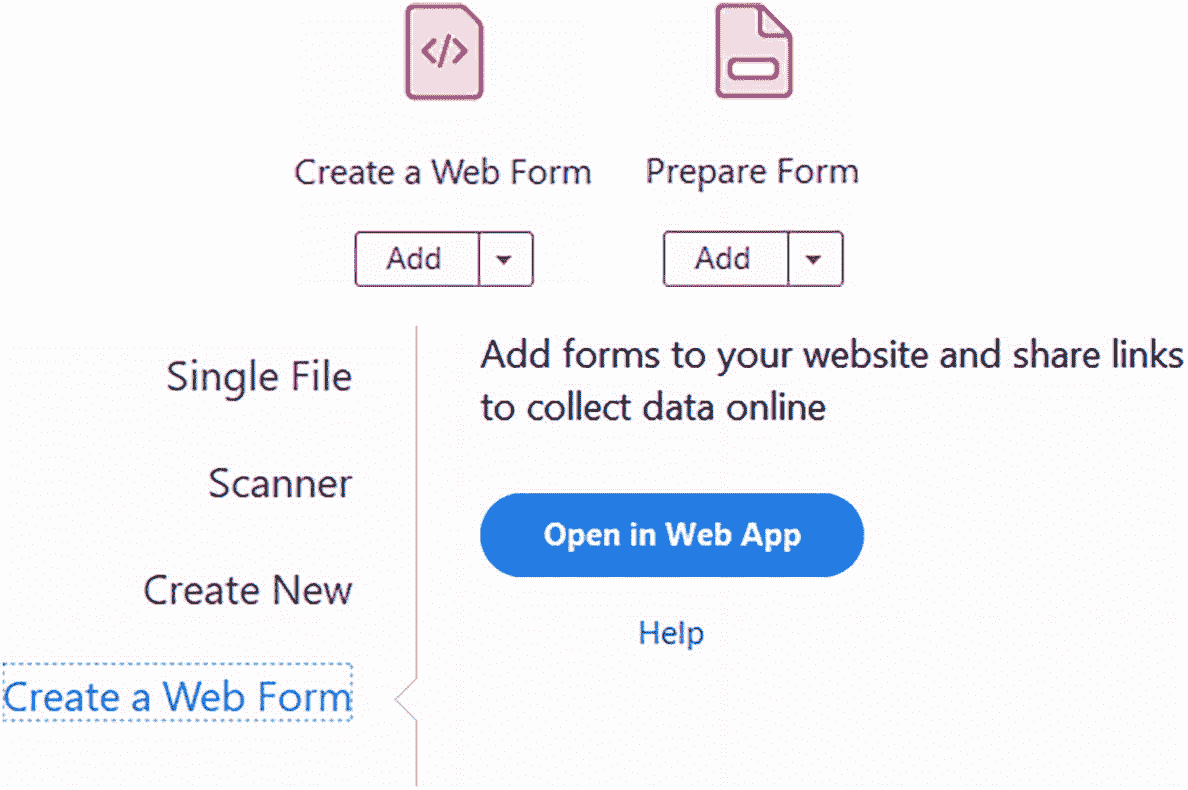 Create a Web Form
Prepare Form
Add
Add
Single File
Scanner
Create New
Create a Web Form
Add forms to your website and share links
to collect data online
Open in Web App
Help